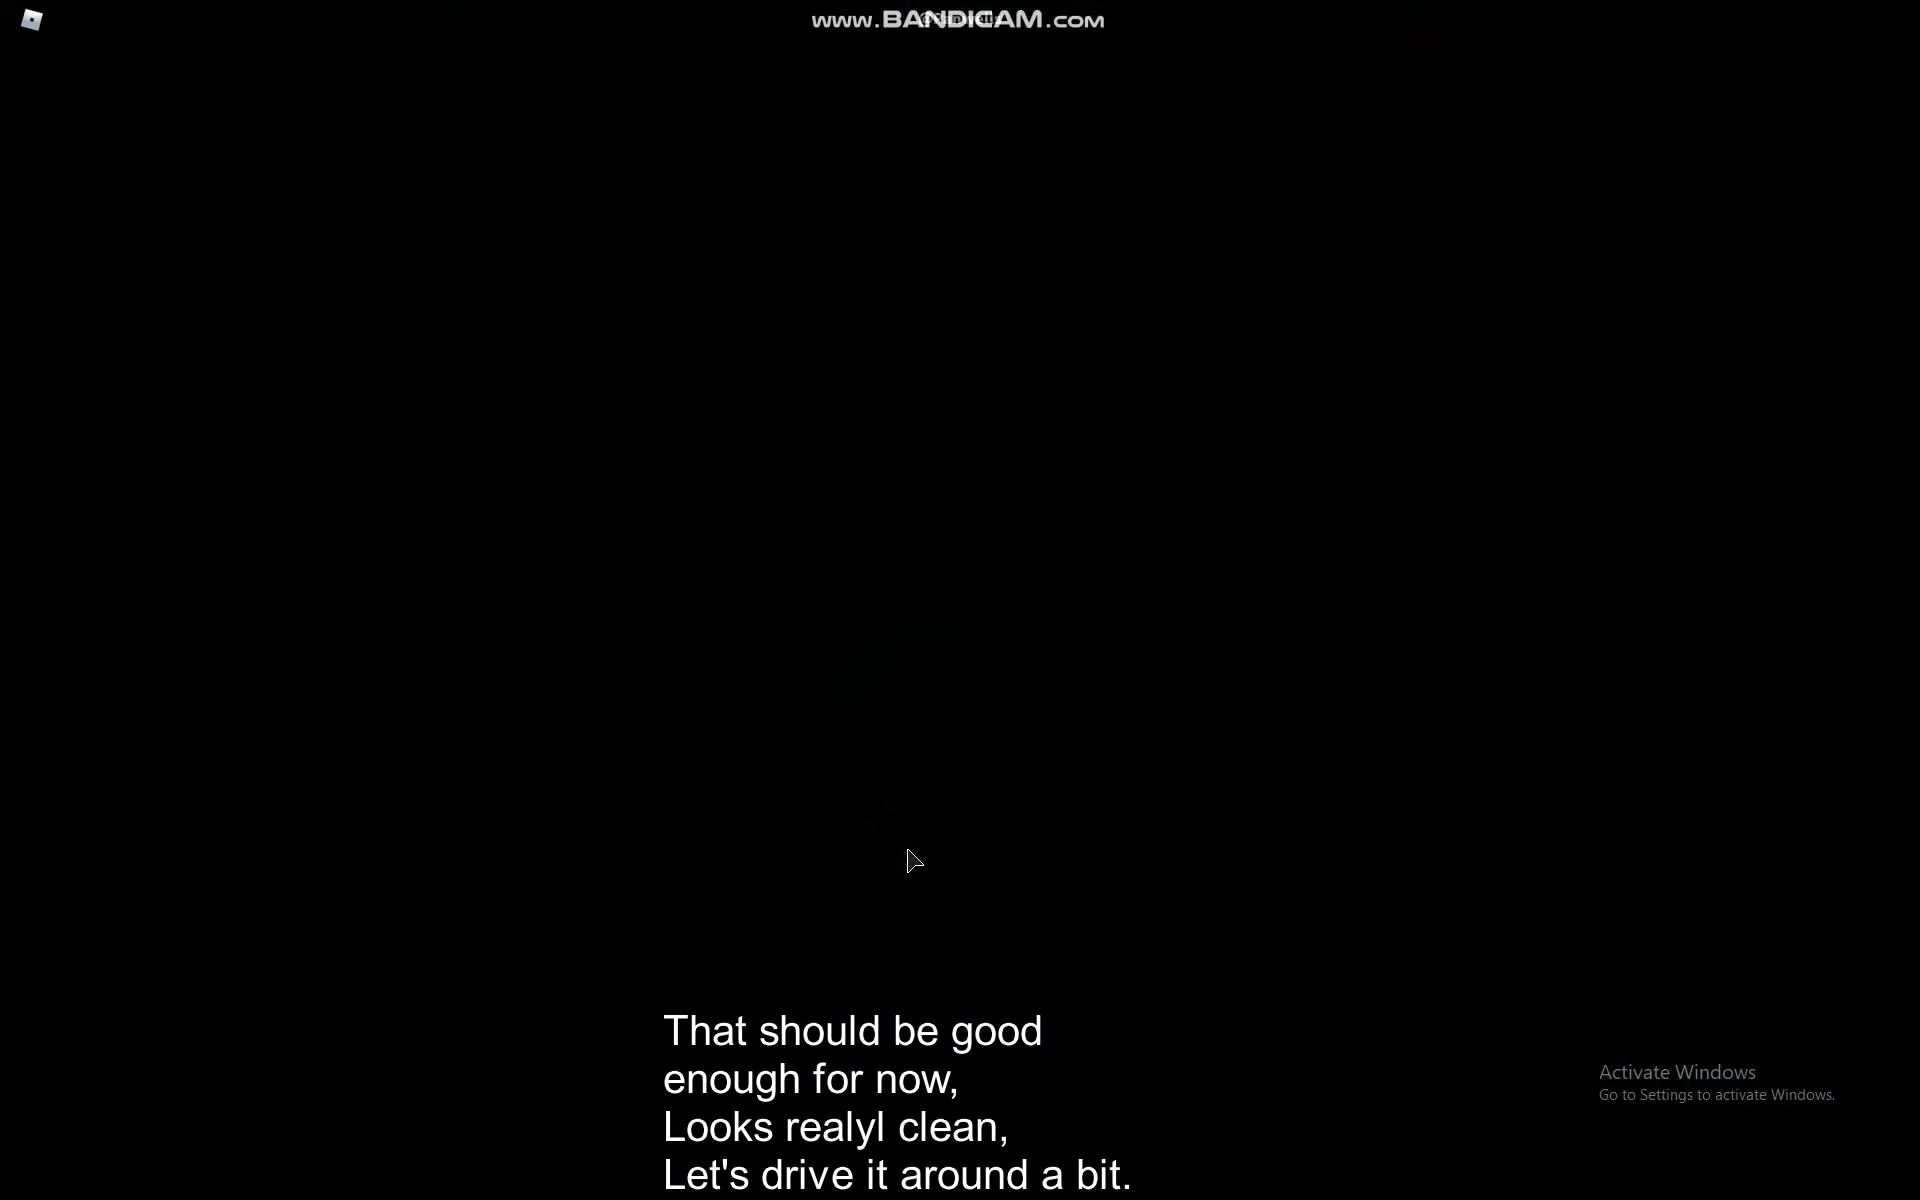 www.BANDICAM.com
That should be good
enough for now,
Looks realyl clean,
Let's drive it around a bit.
Activate Windows
Go to Settings to activate Windows.